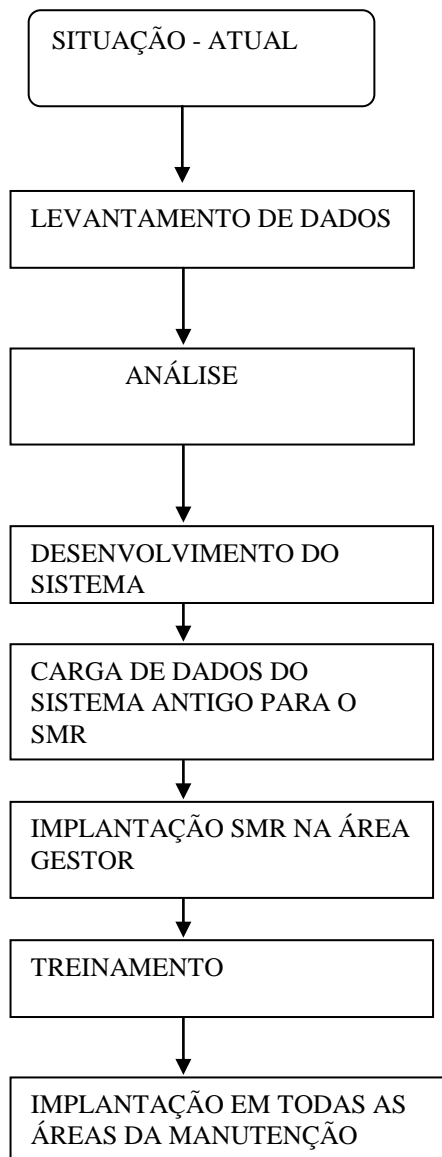 SITUAÇÃO - ATUAL
LEVANTAMENTO DE DADOS
ANÁLISE
DESENVOLVIMENTO DO
SISTEMA
CARGA DE DADOS DO
SISTEMA ANTIGO PARA O
SMR
IMPLANTAÇÃO SMR NA ÁREA
GESTOR
TREINAMENTO
IMPLANTAÇÃO EM TODAS AS
ÁREAS DA MANUTENÇÃO